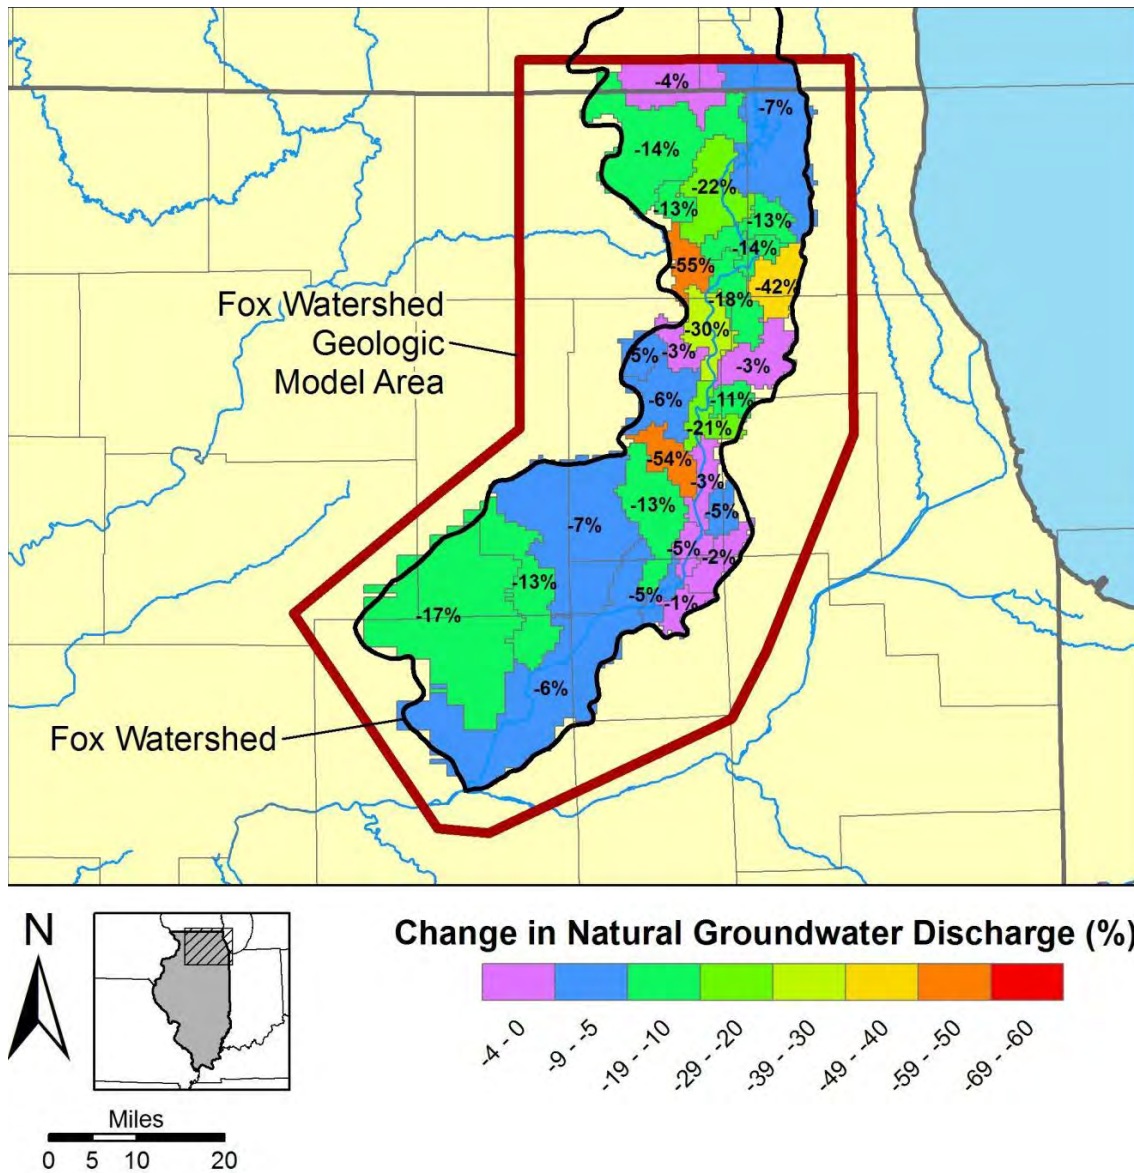 -4%
-7%
-14%
-22%
-13%
-13%
-14%
-55%
-42%
-18%
Fox Watershed
Geologic
Model Area
-30%
-3%
-5%
-3%
-6%
-11%
-21%
-54%
-3%
-13%
-5%
-7%
-5%
-2%
-13%
-5%
-1%
-17%
-6%
Fox Watershed
N
Change in Natural Groundwater Discharge (%)
-4 - 0
-9 - -5
-19 - -10
-29 - -20
-39 - -30
-49 - -40
-59 - -50
-69 - -60
Miles
0 5 10 20